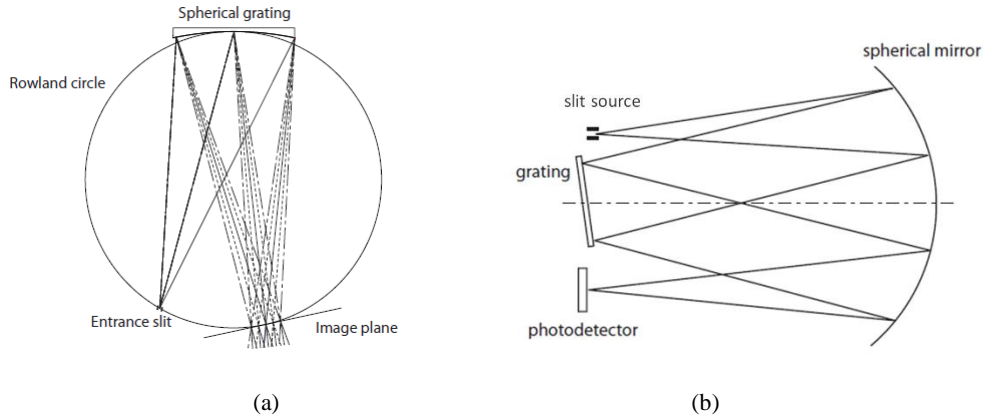 Spherical grating
Rowland circle
Entrance slit
Image plane
(a)
spherical mirror
slit source
grating
photodetector
(b)